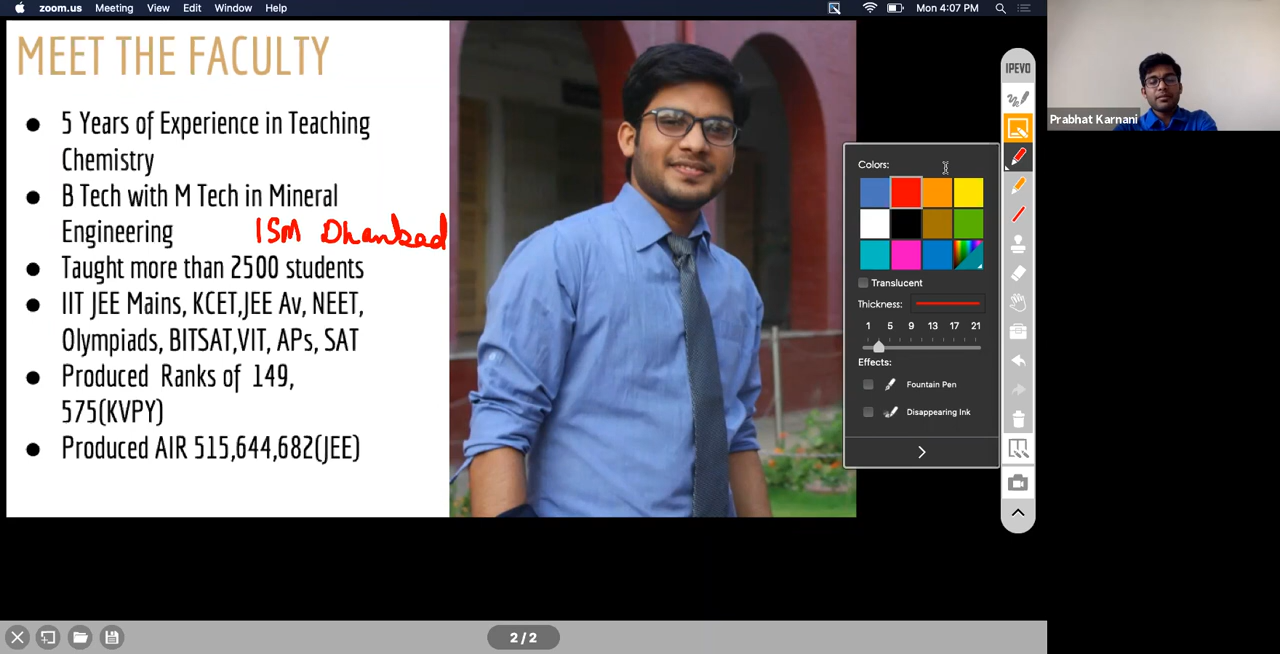 zoom.us Meeting View Edit Window Help
Mon 4:07 PM
MEET THE FACULTY
5 Years of Experience in Teaching
Chemistry
B Tech with M Tech in Mineral
Engineering ISM Dhanbad
Taught more than 2500 students
IIT JEE Mains, KCET,JEE Av, NEET,
Olympiads, BITSAT,VIT, APs, SAT
Produced Ranks of 149,
575(KVPY)
Produced AIR 515,644,682(JEE)
Colors:
Translucent
Thickness:
1 5 9 13 17 21
Effects:
Fountain Pen
Disappearing Ink
IPEVO
Prabhat Karnani
2 / 2